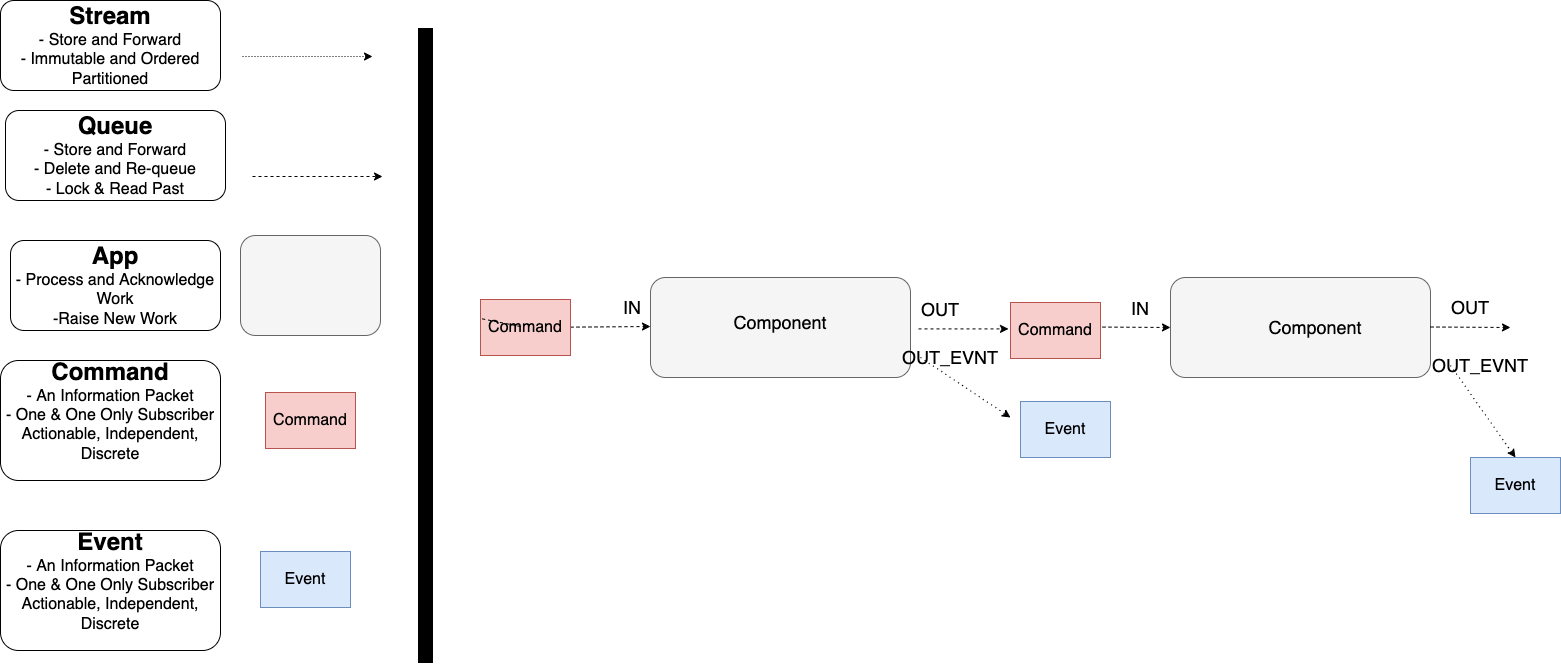 Stream
- Store and Forward
- Immutable and Ordered
Partitioned
Queue
- Store and Forward
- Delete and Re-queue
- Lock & Read Past
App
- Process and Acknowledge
Work
-Raise New Work
Command
- An Information Packet
- One & One Only Subscriber
Actionable, Independent,
Discrete
Command
Event
- An Information Packet
- One & One Only Subscriber
Actionable, Independent,
Discrete
Event
Command
IN
Component
OUT
OUT_EVNT
Command
Event
IN
Component
OUT
OUT_EVNT
Event